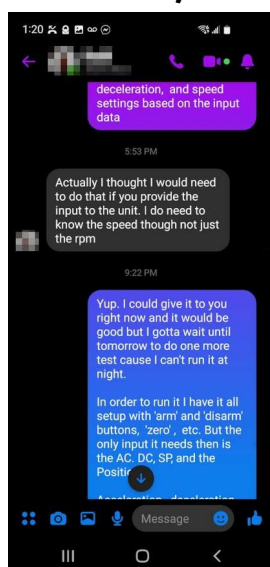 1:20
deceleration, and speed
settings based on the input
data
5:53 PM
Actually I thought I would need
to do that if you provide the
input to the unit. I do need to
know the speed though not just
the rpm
9:22 PM
Yup. I could give it to you
right now and it would be
good but I gotta wait until
tomorrow to do one more
test cause I can't run it at
night.
In order to run it I have it all
setup with 'arm' and 'disarm'
buttons, 'zero', etc. But the
only input it needs then is
the AC. DC, SP, and the
Acceleration, deceleration
Message